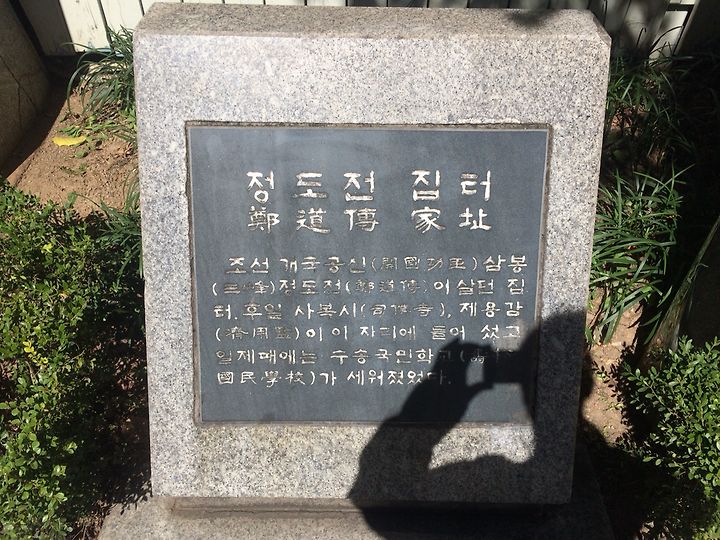 정도전 집터
鄭道傳 家址
조선 개국공신(開國功臣) 삼봉
(三峰) 정도전(鄭道傳)이 살던 집
터. 후일 사복시(司僕寺), 제용감
(濟用監)이 이 자리에 들어 섰고
일제때에는 수송국민학교(壽松
國民學校)가 세워졌었다.